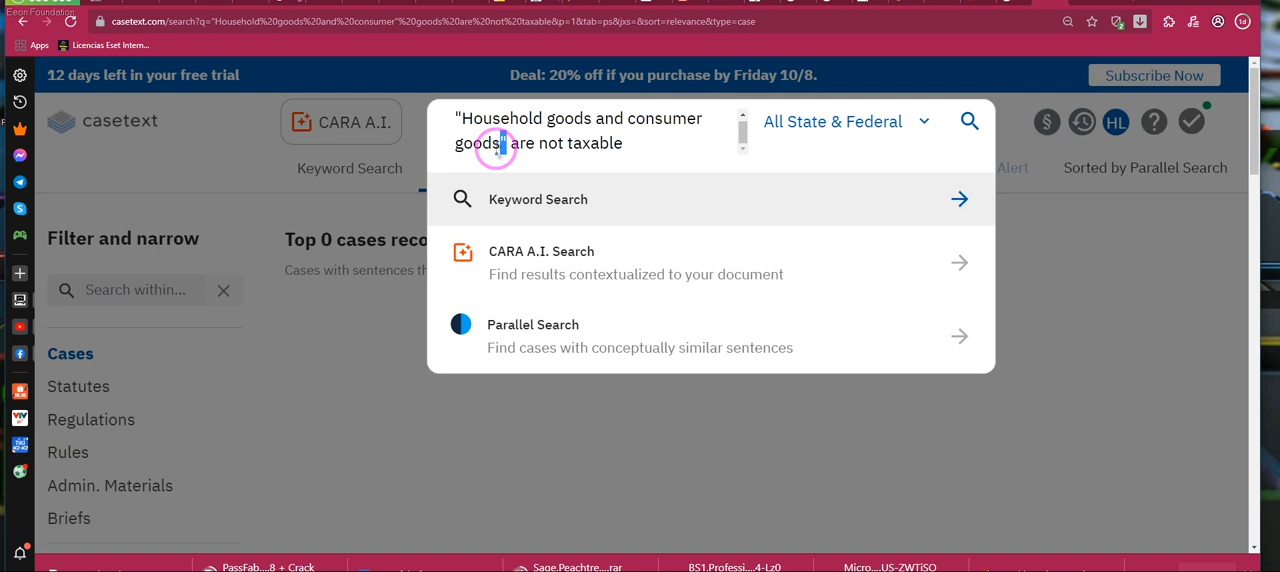 Eeon Foundation
casetext.com/search?q="Household%20goods%20and%20consumer"%20goods%20are%20not%20taxable&p=1&tab=ps&jxs=&sort=relevance&type=case
Apps Licencias Eset Intern...
12 days left in your free trial Deal: 20% off if you purchase by Friday 10/8. Subscribe Now
casetext CARA A.I. "Household goods and consumer All State & Federal HL
goods" are not taxable
Keyword Search Alert Sorted by Parallel Search
Keyword Search
Filter and narrow Top 0 cases reco
CARA A.I. Search
Cases with sentences th Find results contextualized to your document
Search within...
Parallel Search
Find cases with conceptually similar sentences
Cases
Statutes
Regulations
Rules
Admin. Materials
Briefs
PassFab....8 + Crack Sage.Peachtre....rar BS1.Professi....4-Lz0 Micro....US-ZWTiSO